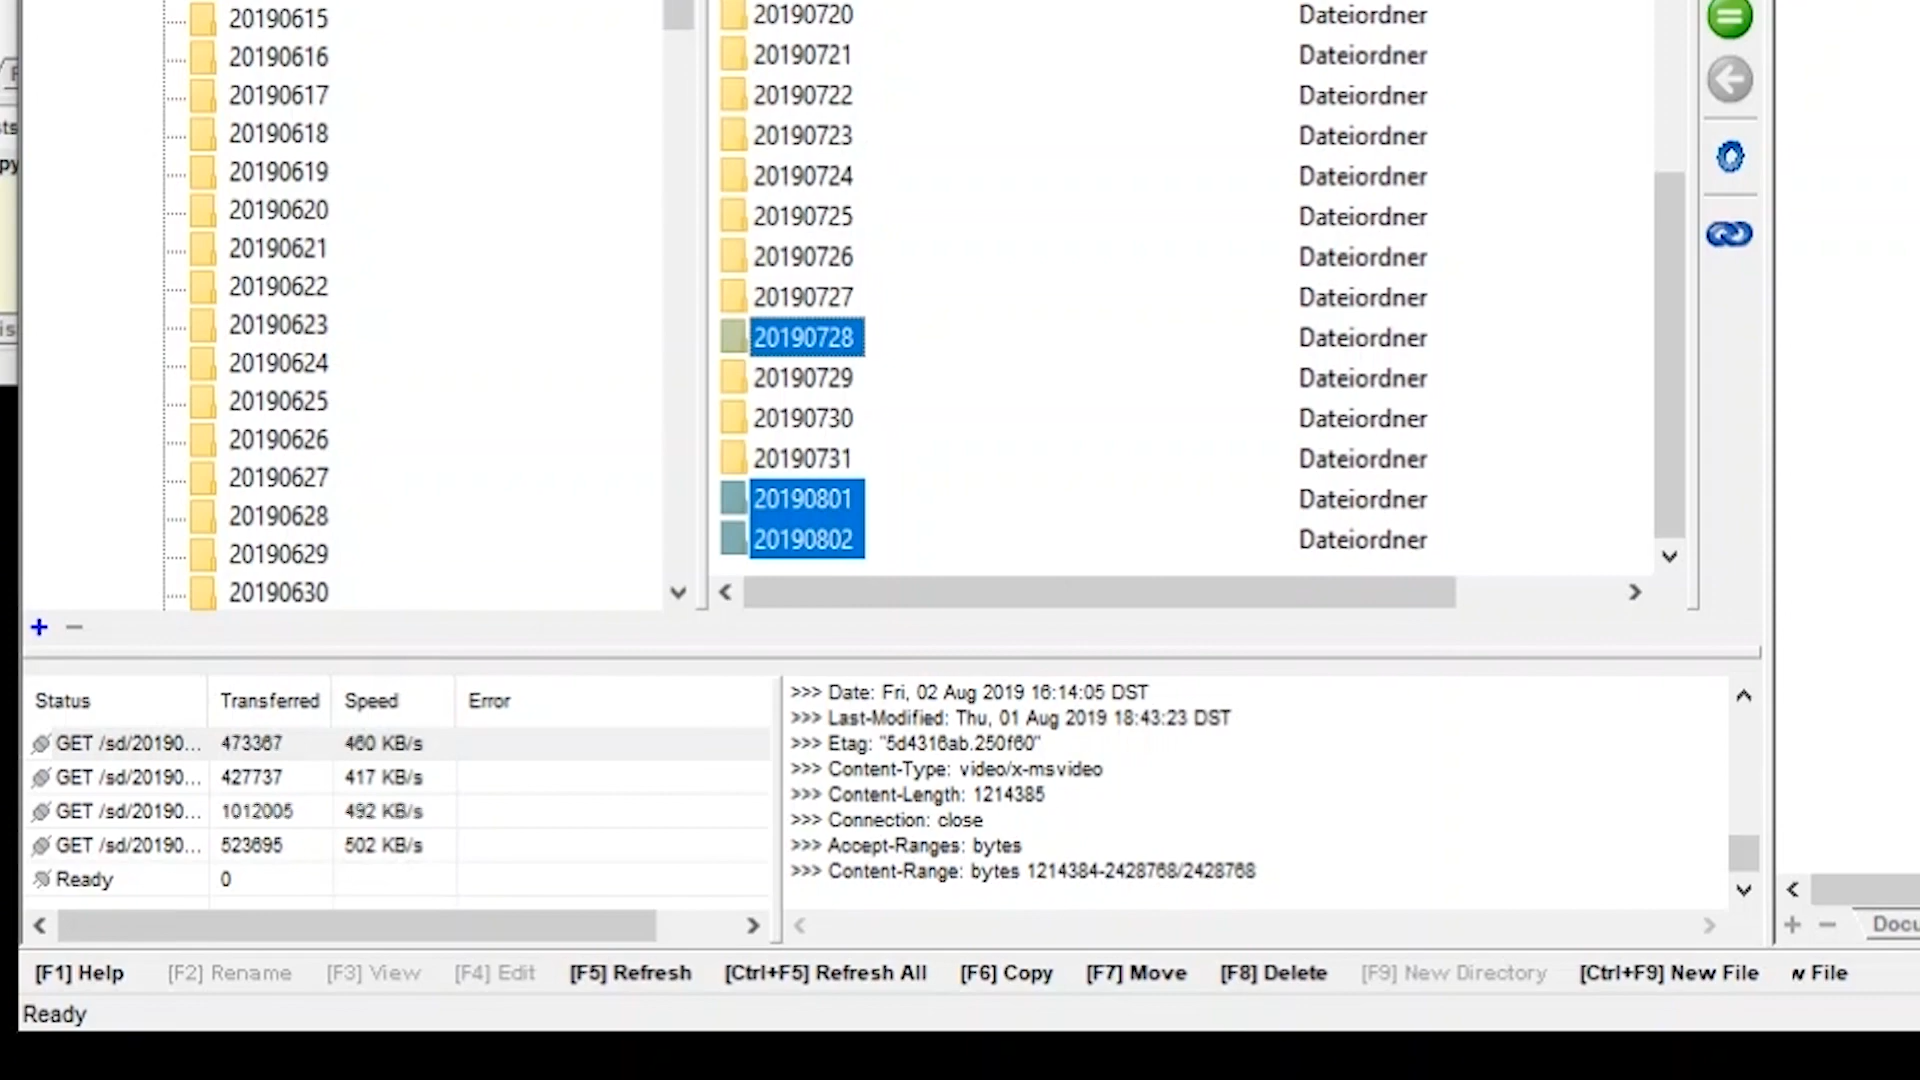 20190615
20190616
20190617
20190618
20190619
20190620
20190621
20190622
20190623
20190624
20190625
20190626
20190627
20190628
20190629
20190630
20190720 Dateiordner
20190721 Dateiordner
20190722 Dateiordner
20190723 Dateiordner
20190724 Dateiordner
20190725 Dateiordner
20190726 Dateiordner
20190727 Dateiordner
20190728 Dateiordner
20190729 Dateiordner
20190730 Dateiordner
20190731 Dateiordner
20190801 Dateiordner
20190802 Dateiordner
Status Transferred Speed Error
GET /sd/20190... 473367 460 KB/s
GET /sd/20190... 427737 417 KB/s
GET /sd/20190... 1012005 492 KB/s
GET /sd/20190... 523695 502 KB/s
Ready 0
>>> Date: Fri, 02 Aug 2019 16:14:05 DST
>>> Last-Modified: Thu, 01 Aug 2019 18:43:23 DST
>>> Etag: "5d4316ab.250f60"
>>> Content-Type: video/x-msvideo
>>> Content-Length: 1214385
>>> Connection: close
>>> Accept-Ranges: bytes
>>> Content-Range: bytes 1214384-2428768/2428768
Docu
[F1] Help [F2] Rename [F3] View [F4] Edit [F5] Refresh [Ctrl+F5] Refresh All [F6] Copy [F7] Move [F8] Delete [F9] New Directory [Ctrl+F9] New File w File
Ready